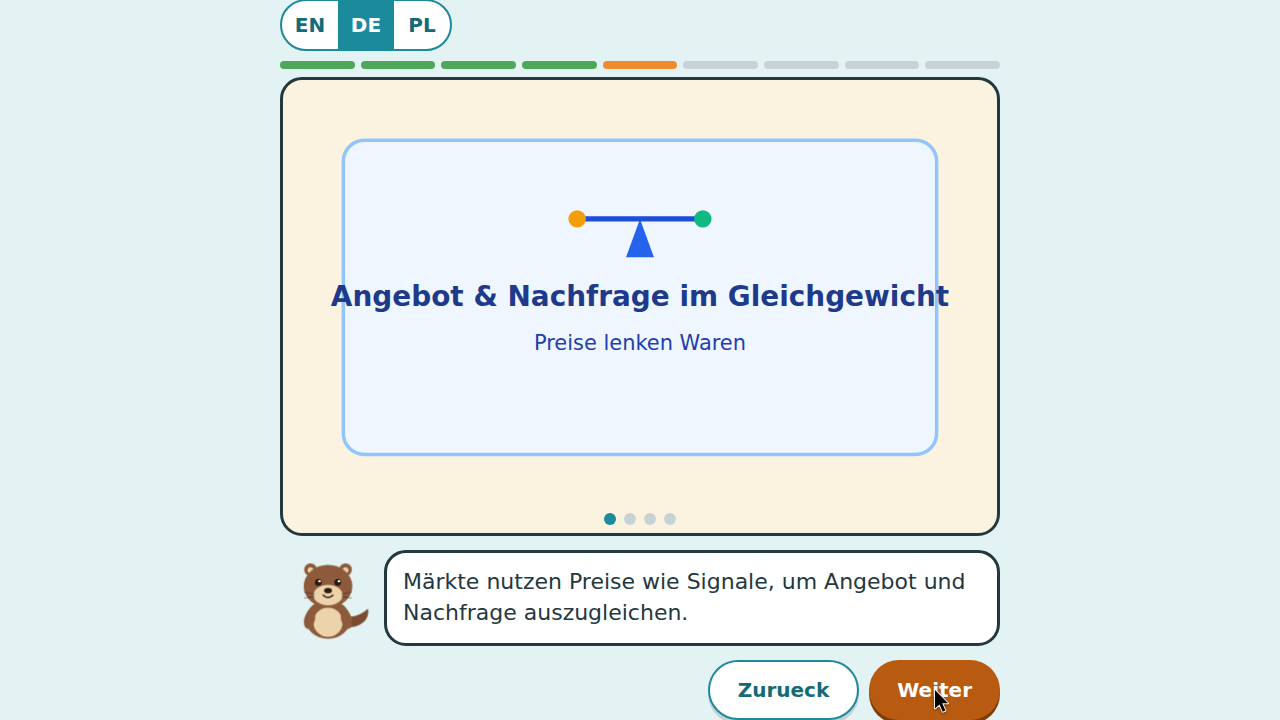 EN DE PL
Angebot & Nachfrage im Gleichgewicht
Preise lenken Waren
Märkte nutzen Preise wie Signale, um Angebot und
Nachfrage auszugleichen.
Zurueck Weiter